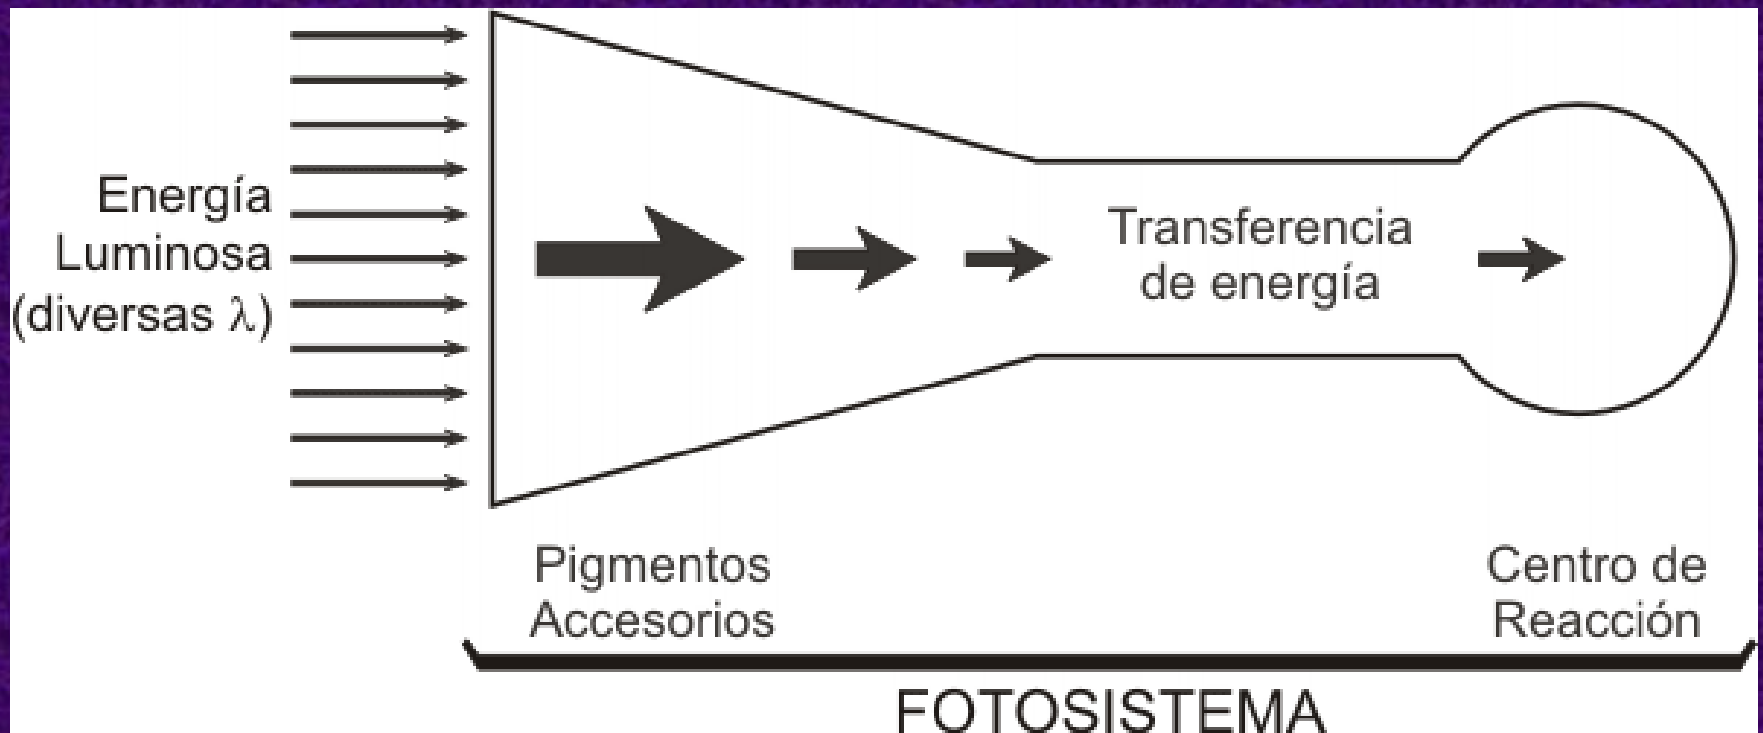 Energía
Luminosa
(diversas λ)
Transferencia
de energía
Pigmentos
Accesorios
Centro de
Reacción
FOTOSISTEMA